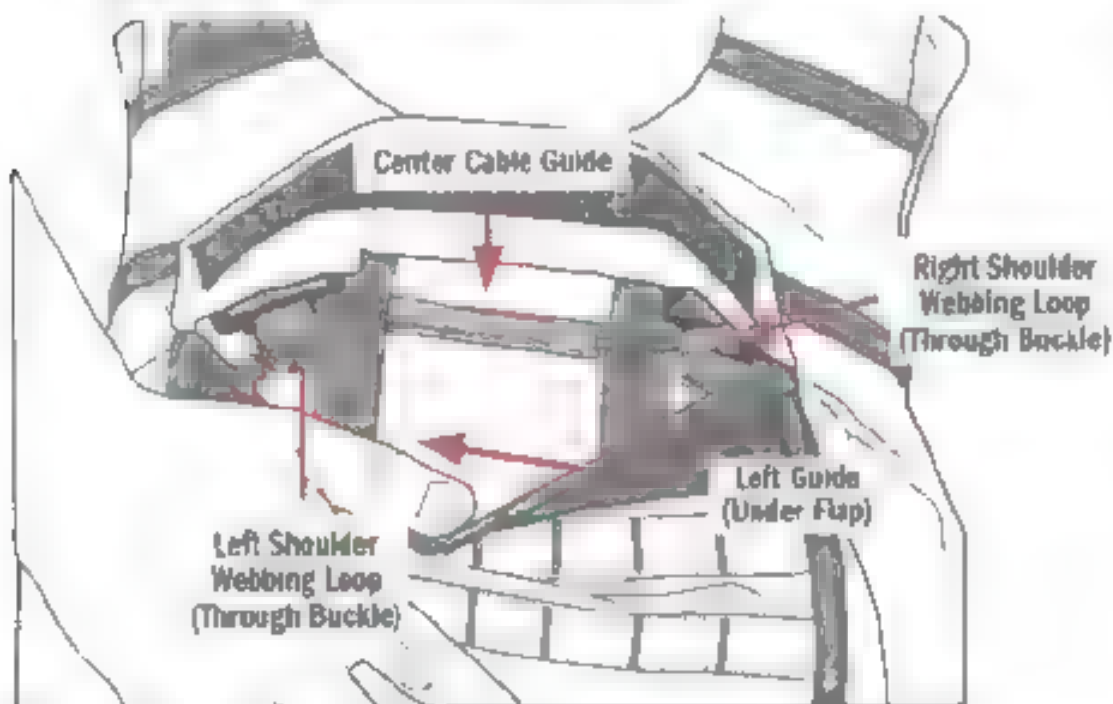 Center Cable Guide
Right Shoulder
Webbing Loop
(Through Buckle)
Left Guide
(Under Flap)
Left Shoulder
Webbing Loop
(Through Buckle)